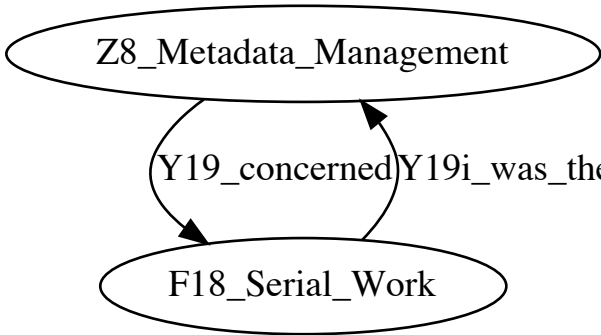 Z8_Metadata_Management
Y19_concerned
Y19i_was_the
F18_Serial_Work